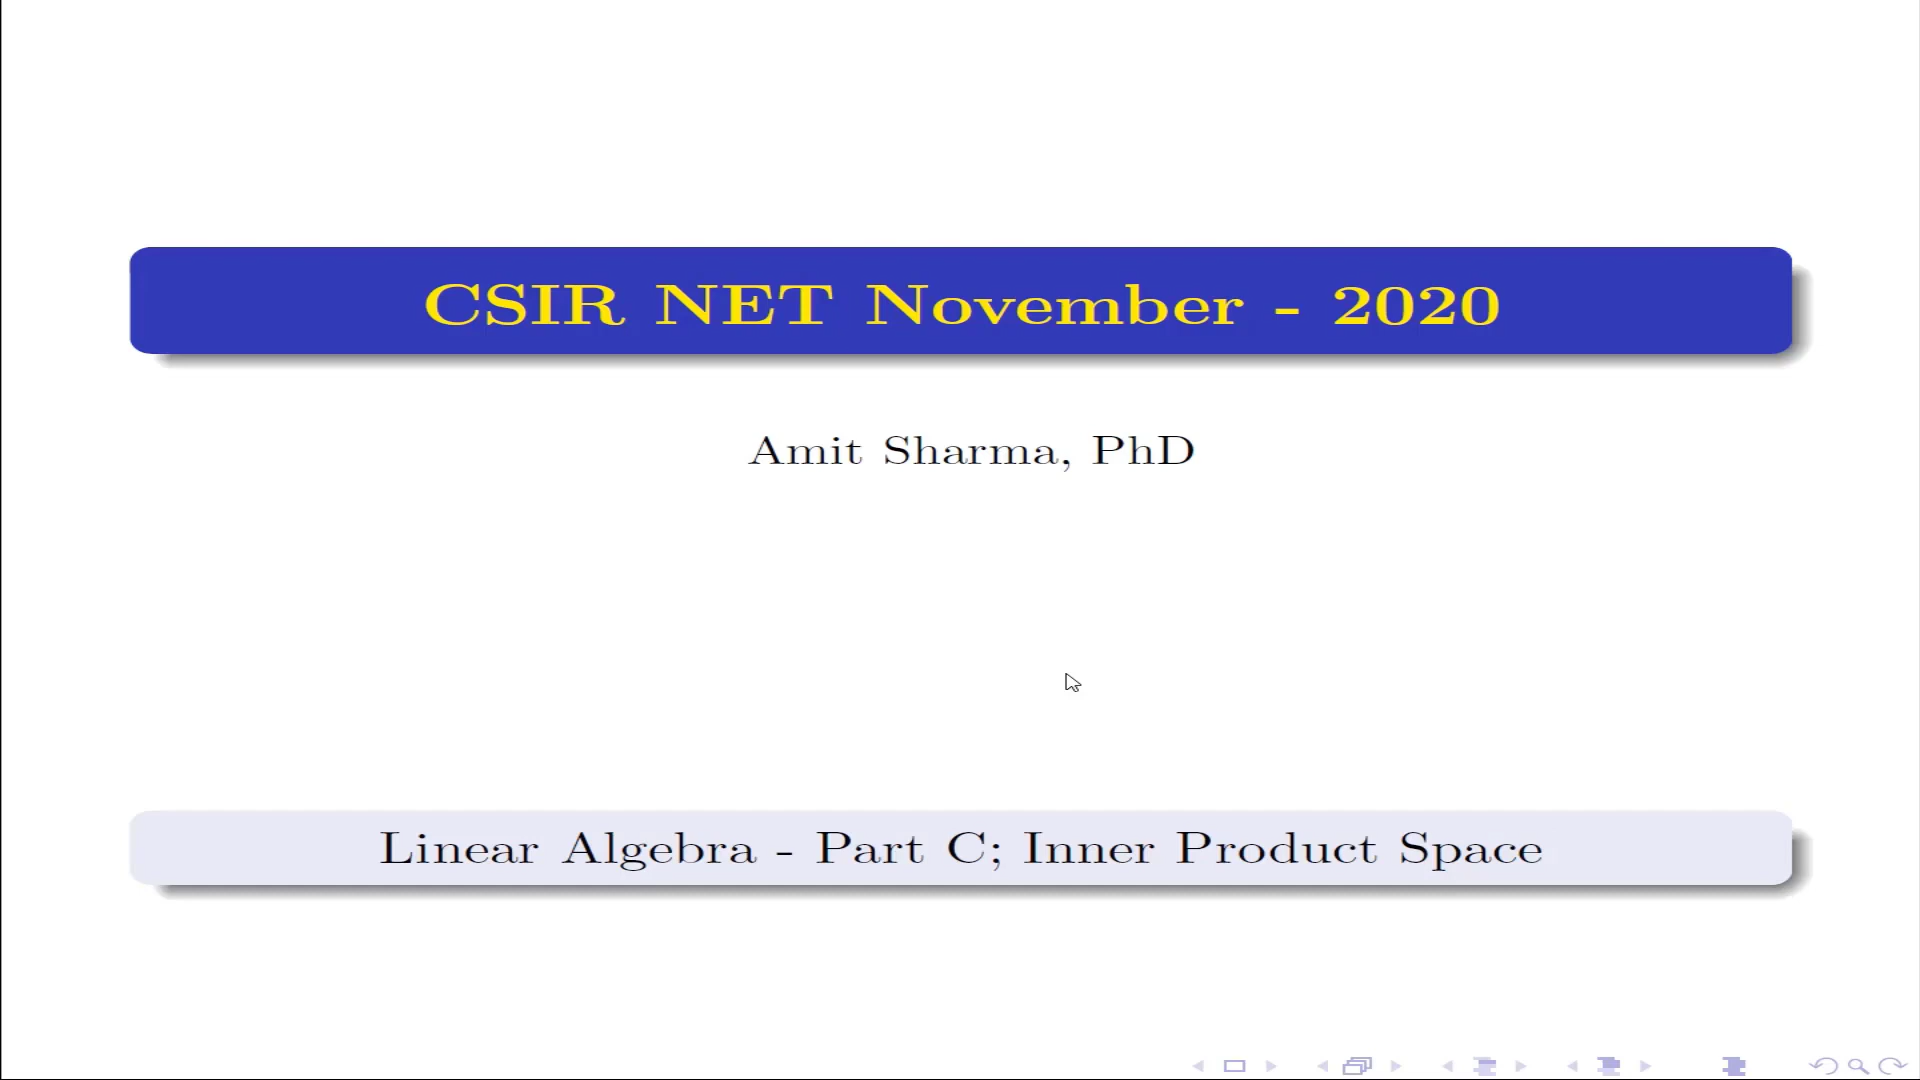 CSIR NET November - 2020
Amit Sharma, PhD
Linear Algebra - Part C; Inner Product Space